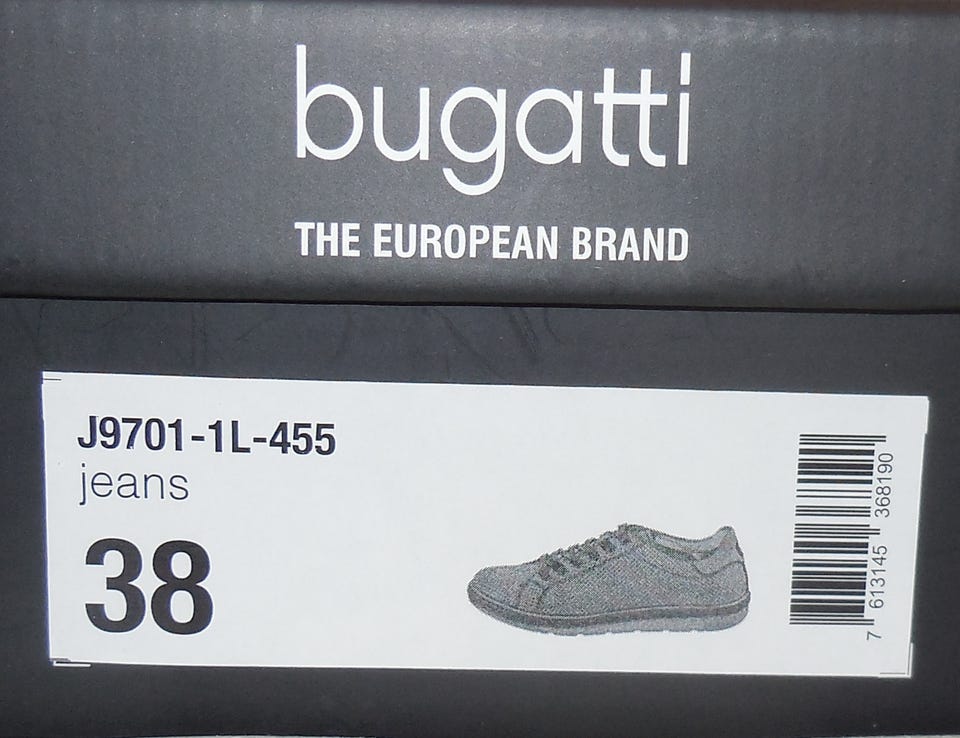 bugatti
THE EUROPEAN BRAND
J9701-1L-455
jeans
38
7 613145 368190